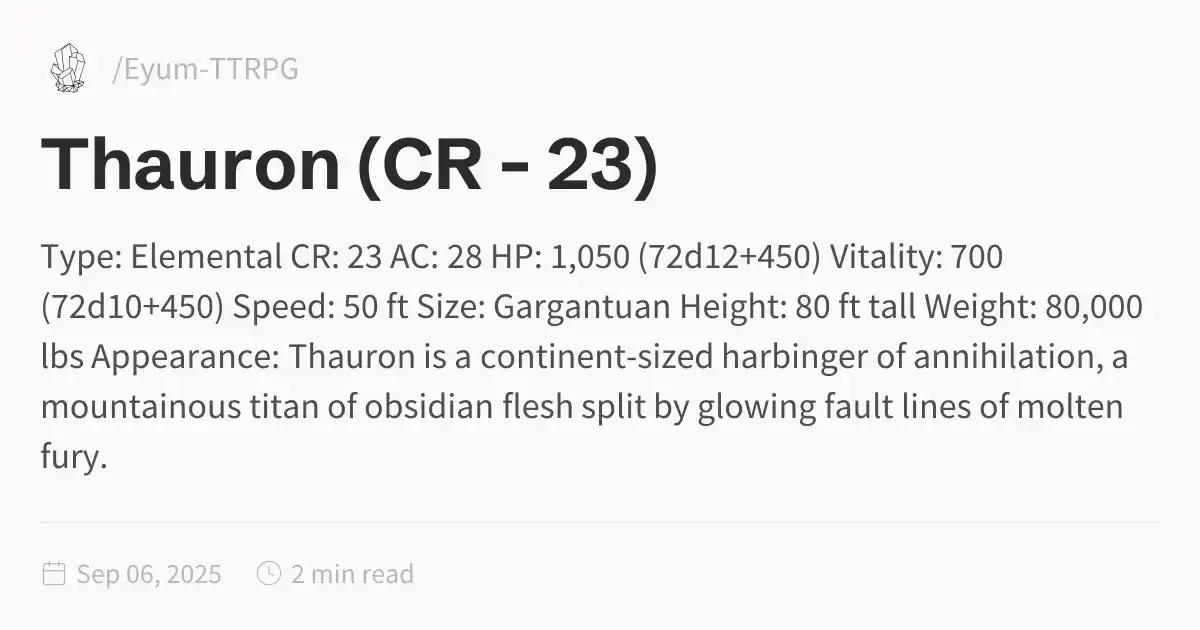 /Eyum-TTRPG
Thauron (CR - 23)
Type: Elemental CR: 23 AC: 28 HP: 1,050 (72d12+450) Vitality: 700
(72d10+450) Speed: 50 ft Size: Gargantuan Height: 80 ft tall Weight: 80,000
lbs Appearance: Thauron is a continent-sized harbinger of annihilation, a
mountainous titan of obsidian flesh split by glowing fault lines of molten
fury.
Sep 06, 2025 2 min read